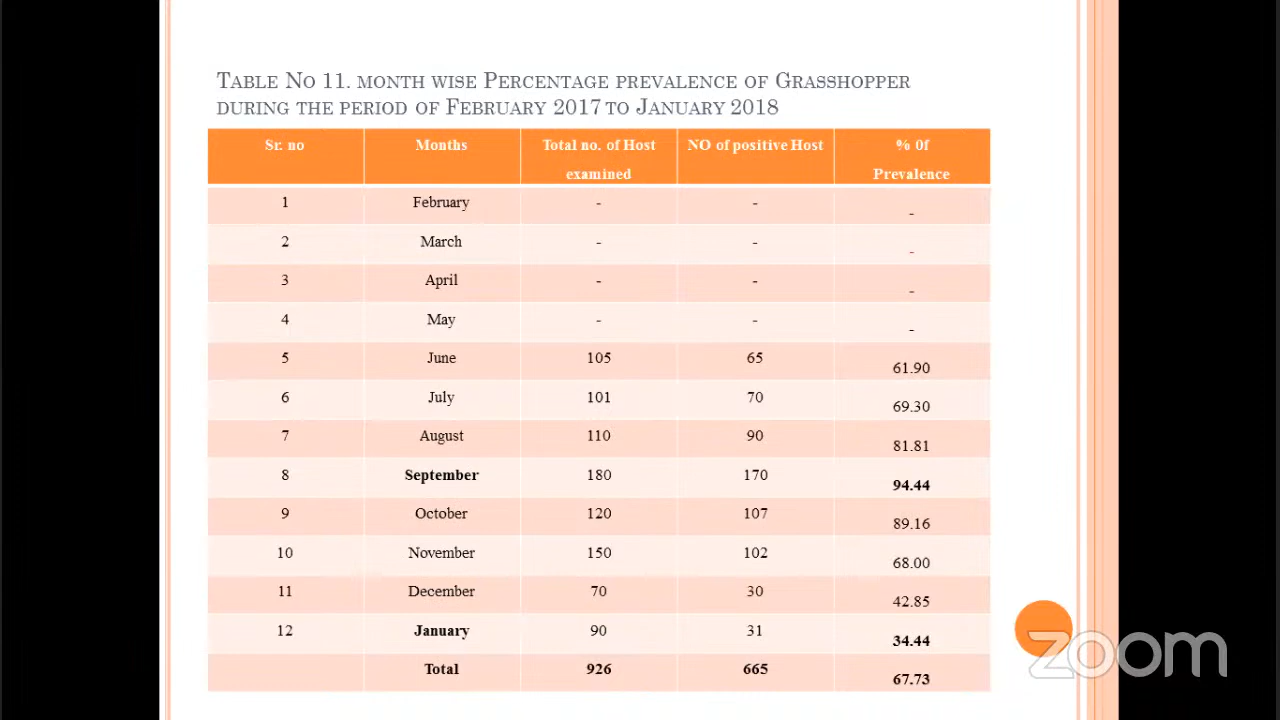 Table No 11. month wise Percentage prevalence of Grasshopper
during the period of February 2017 to January 2018
Sr. no Months Total no. of Host examined NO of positive Host % 0f Prevalence
1 February - - -
2 March - - -
3 April - - -
4 May - - -
5 June 105 65 61.90
6 July 101 70 69.30
7 August 110 90 81.81
8 September 180 170 94.44
9 October 120 107 89.16
10 November 150 102 68.00
11 December 70 30 42.85
12 January 90 31 34.44
Total 926 665 67.73
zoom